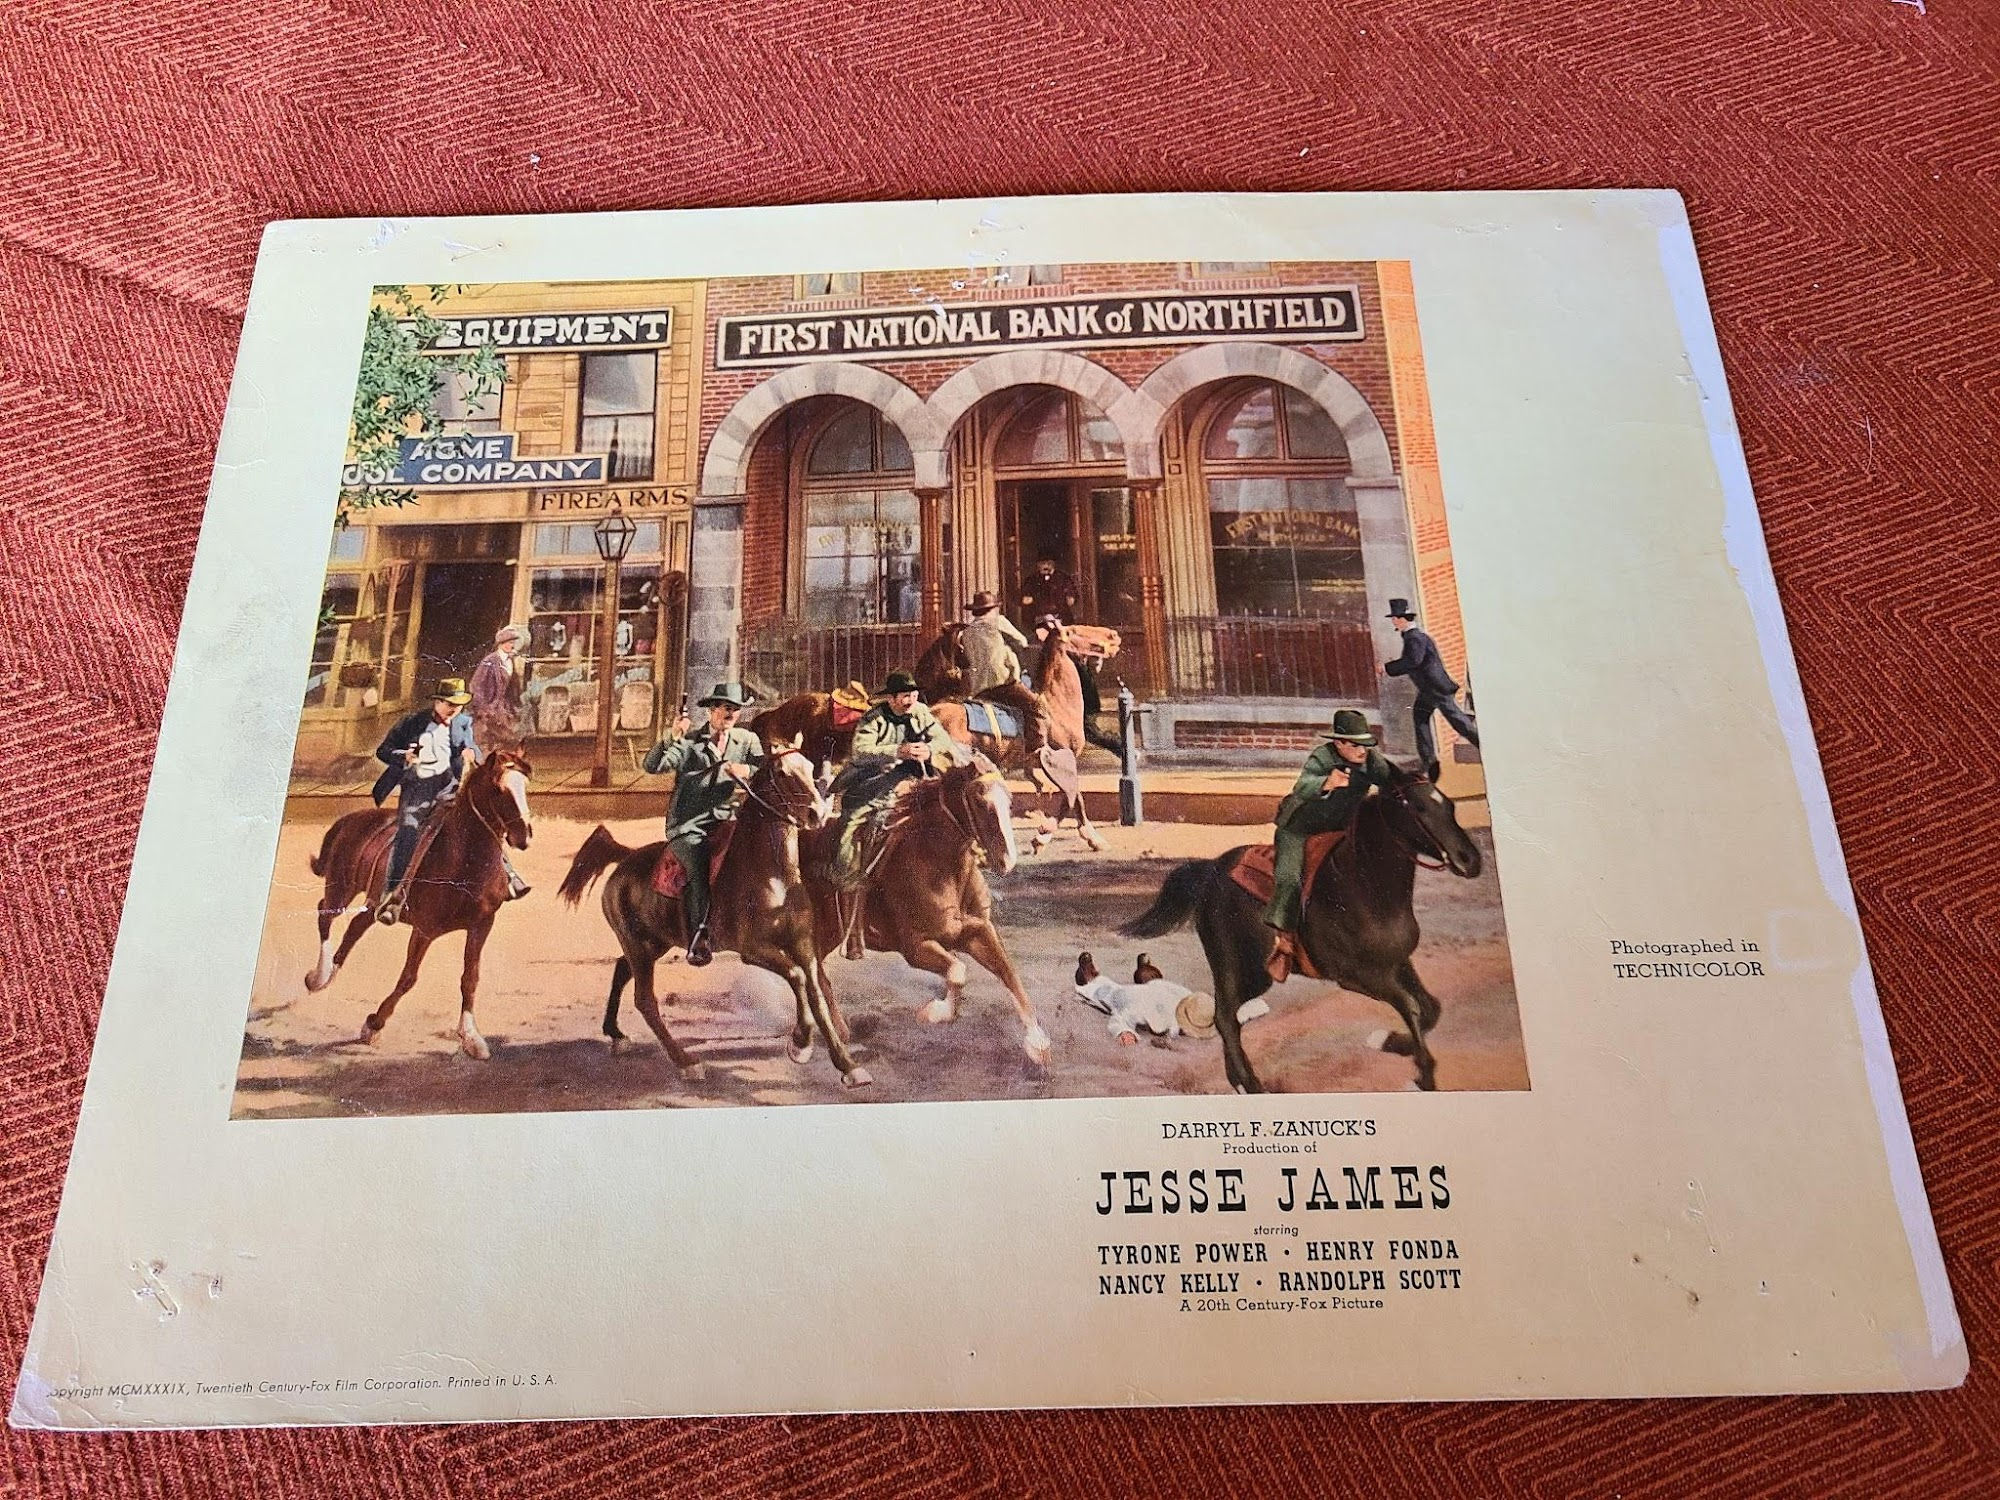 EQUIPMENT
FIRST NATIONAL BANK of NORTHFIELD
ACME
COMPANY
FIREARMS
FIRST NATIONAL BANK
NORTHFIELD
Photographed in
TECHNICOLOR
DARRYL F. ZANUCK'S
Production of
JESSE JAMES
starring
TYRONE POWER · HENRY FONDA
NANCY KELLY · RANDOLPH SCOTT
A 20th Century-Fox Picture
opyright MCMXXXIX, Twentieth Century-Fox Film Corporation. Printed in U. S. A.